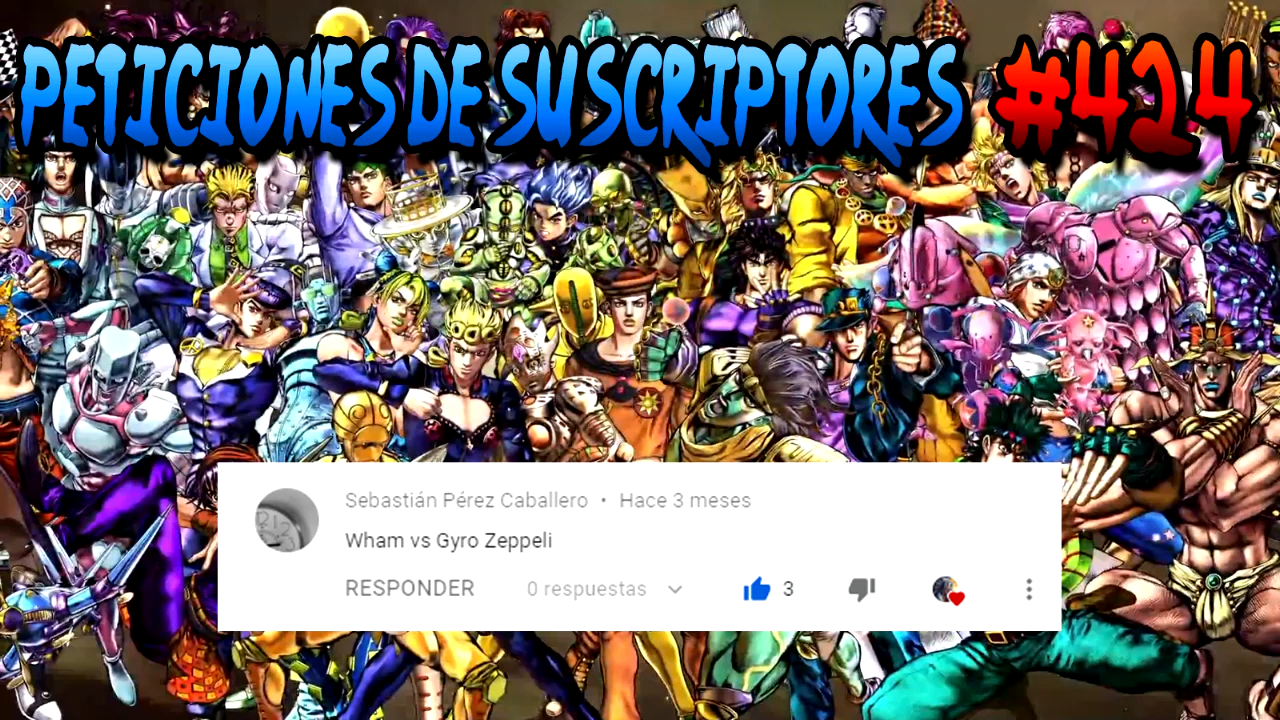 PETICIONES DE SUSCRIPTORES #424
Sebastián Pérez Caballero • Hace 3 meses
Wham vs Gyro Zeppeli
RESPONDER 0 respuestas 3